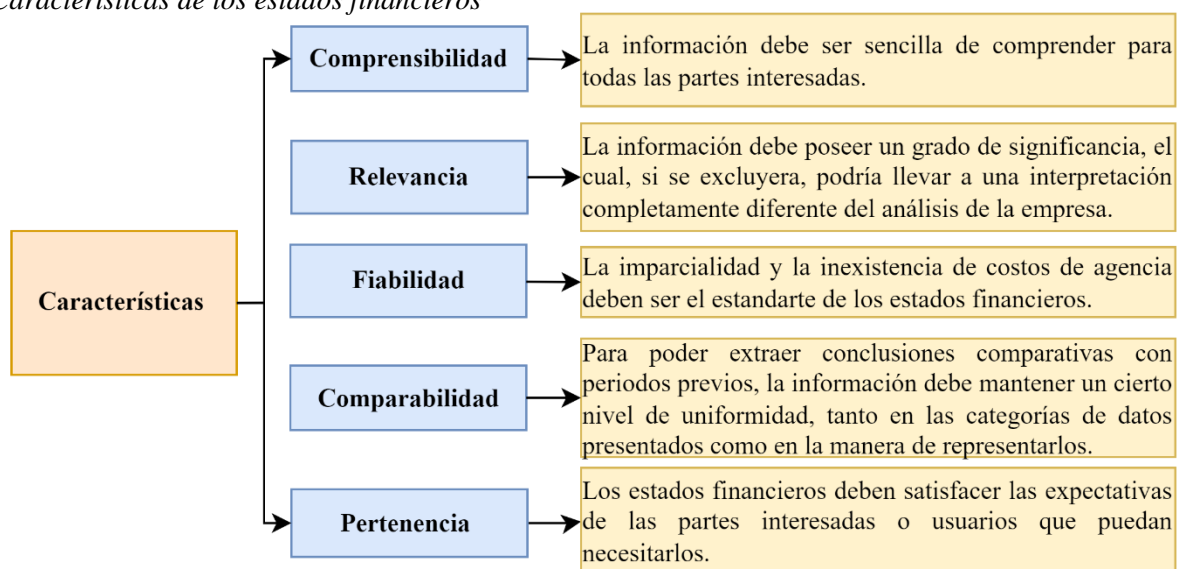 Características de los estados financieros
Comprensibilidad
La información debe ser sencilla de comprender para
todas las partes interesadas.
Relevancia
La información debe poseer un grado de significancia, el
cual, si se excluyera, podría llevar a una interpretación
completamente diferente del análisis de la empresa.
Características
Fiabilidad
La imparcialidad y la inexistencia de costos de agencia
deben ser el estandarte de los estados financieros.
Comparabilidad
Para poder extraer conclusiones comparativas con
periodos previos, la información debe mantener un cierto
nivel de uniformidad, tanto en las categorías de datos
presentados como en la manera de representarlos.
Pertenencia
Los estados financieros deben satisfacer las expectativas
de las partes interesadas o usuarios que puedan
necesitarlos.